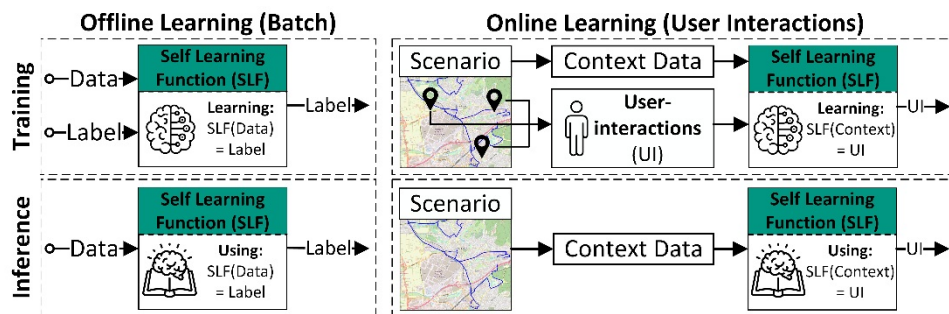 Offline Learning (Batch)
Online Learning (User Interactions)
Training
Data
Label
Self Learning
Function (SLF)
Learning:
SLF(Data)
= Label
Label
Scenario
Context Data
User-
interactions
(UI)
Self Learning
Function (SLF)
Learning:
SLF(Context)
= UI
UI
Inference
Data
Self Learning
Function (SLF)
Using:
SLF(Data)
= Label
Label
Scenario
Context Data
Self Learning
Function (SLF)
Using:
SLF(Context)
= UI
UI